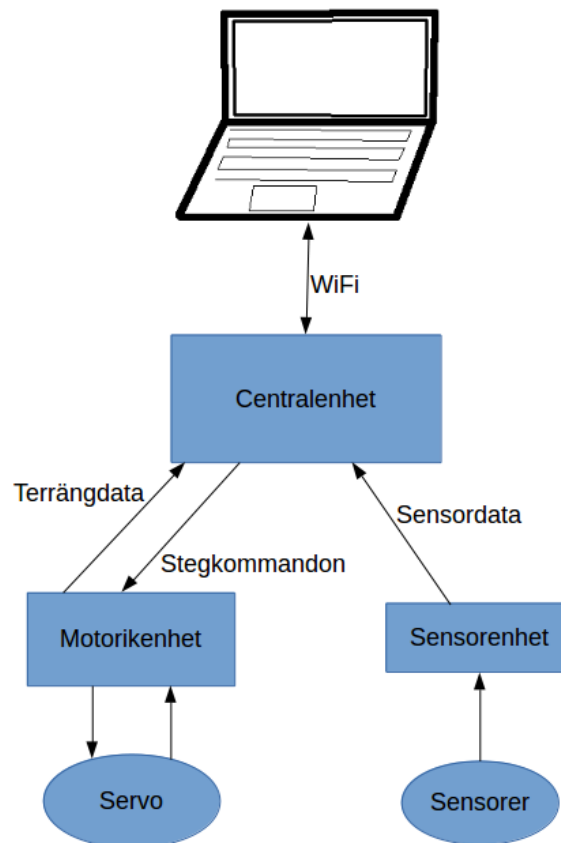 WiFi
Centralenhet
Terrängdata
Sensordata
Stegkommandon
Motorikenhet
Sensorenhet
Servo
Sensorer